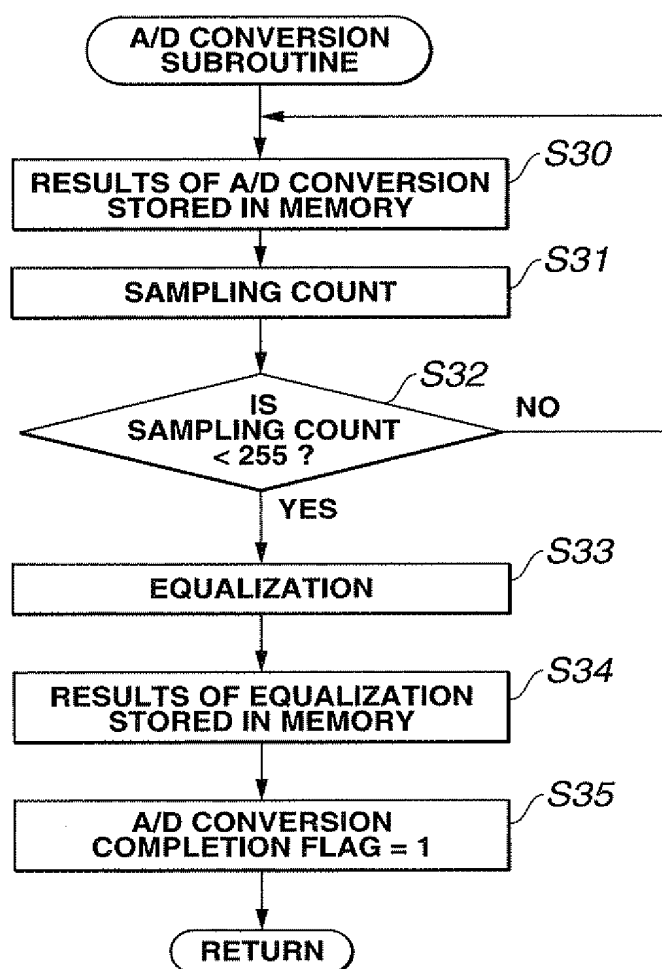 A/D CONVERSION
SUBROUTINE
S30
RESULTS OF A/D CONVERSION
STORED IN MEMORY
S31
SAMPLING COUNT
S32
IS
SAMPLING COUNT
< 255 ?
NO
YES
S33
EQUALIZATION
S34
RESULTS OF EQUALIZATION
STORED IN MEMORY
S35
A/D CONVERSION
COMPLETION FLAG = 1
RETURN